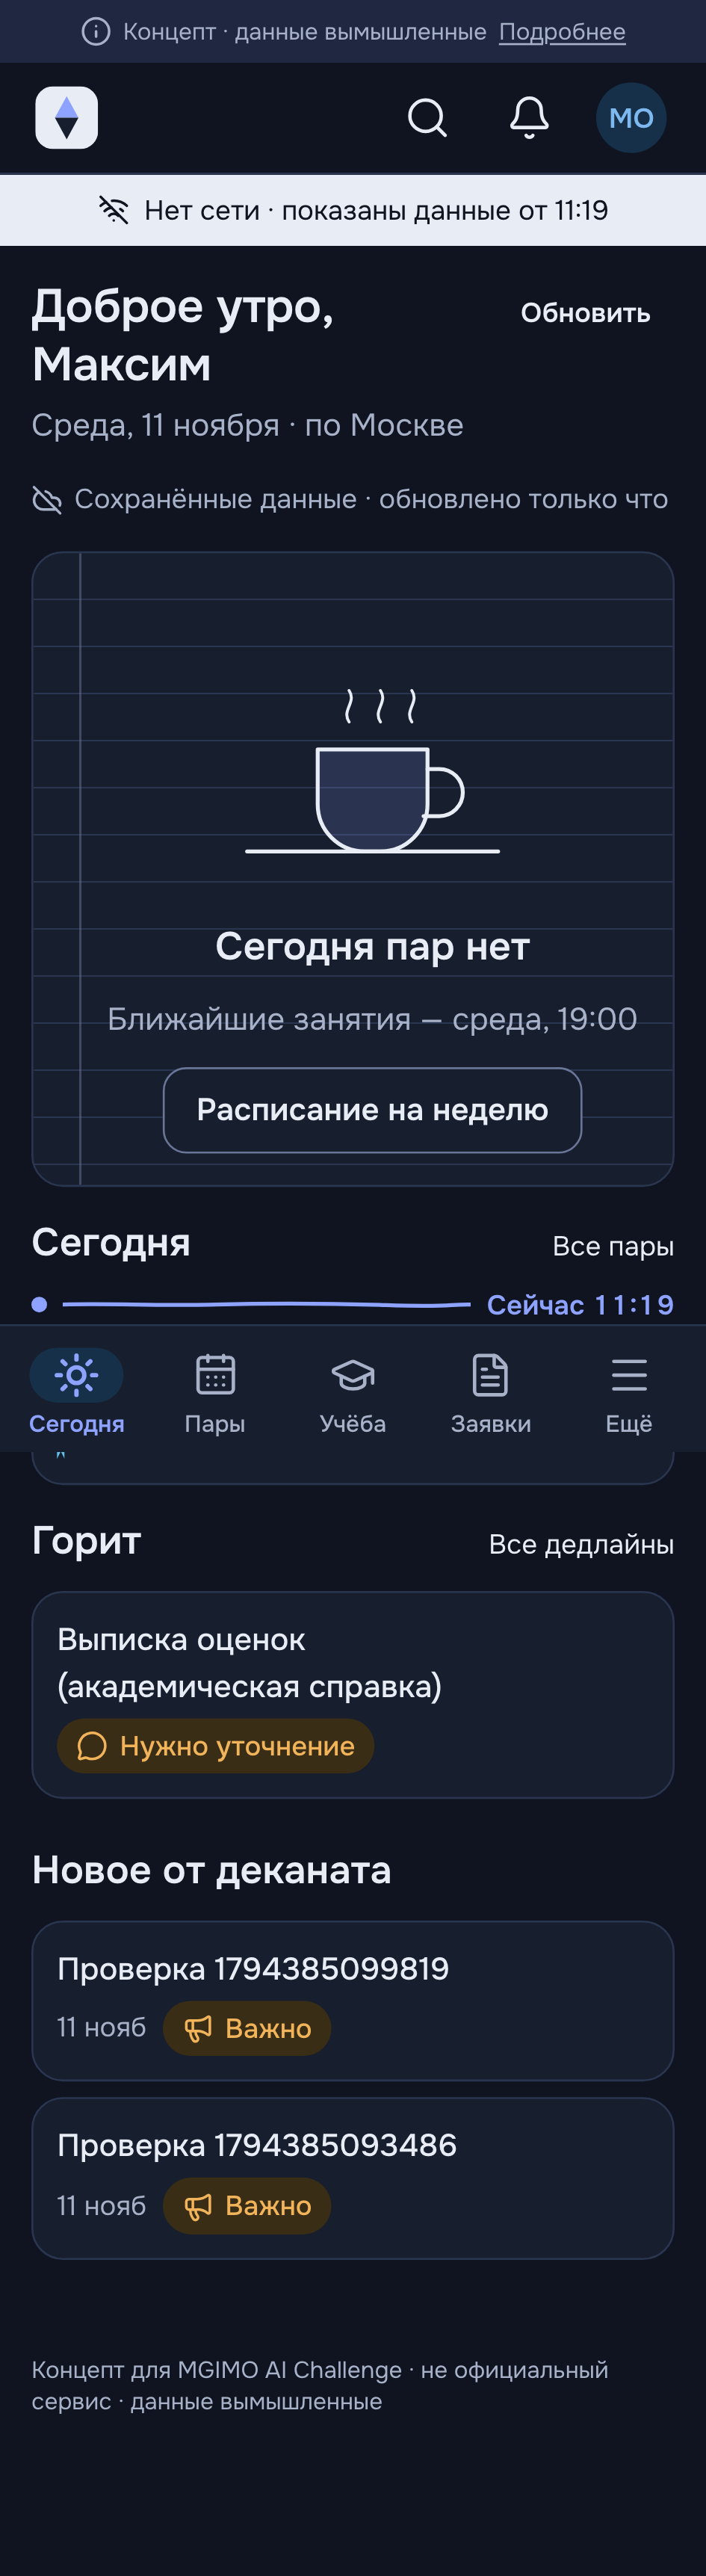 Концепт · данные вымышленные Подробнее
МО
Нет сети · показаны данные от 11:19
Доброе утро,
Максим
Обновить
Среда, 11 ноября · по Москве
Сохранённые данные · обновлено только что
Сегодня пар нет
Ближайшие занятия — среда, 19:00
Расписание на неделю
Сегодня
Все пары
Сейчас 11:19
Сегодня
Пары
Учёба
Заявки
Ещё
Горит
Все дедлайны
Выписка оценок
(академическая справка)
Нужно уточнение
Новое от деканата
Проверка 1794385099819
11 нояб
Важно
Проверка 1794385093486
11 нояб
Важно
Концепт для MGIMO AI Challenge · не официальный
сервис · данные вымышленные